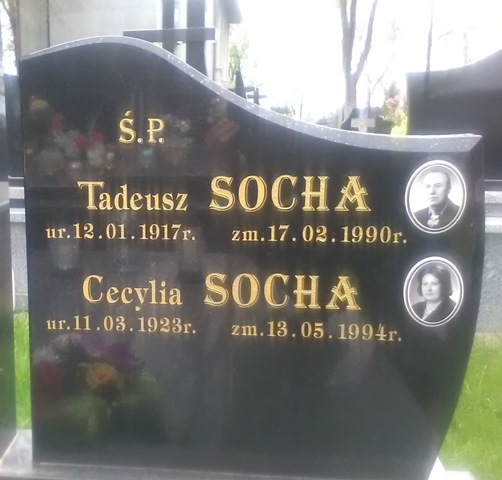 Ś.P.
Tadeusz SOCHA
ur.12.01.1917r. zm.17.02.1990r.
Cecylia SOCHA
ur.11.03.1923r. zm.13.05.1994r.